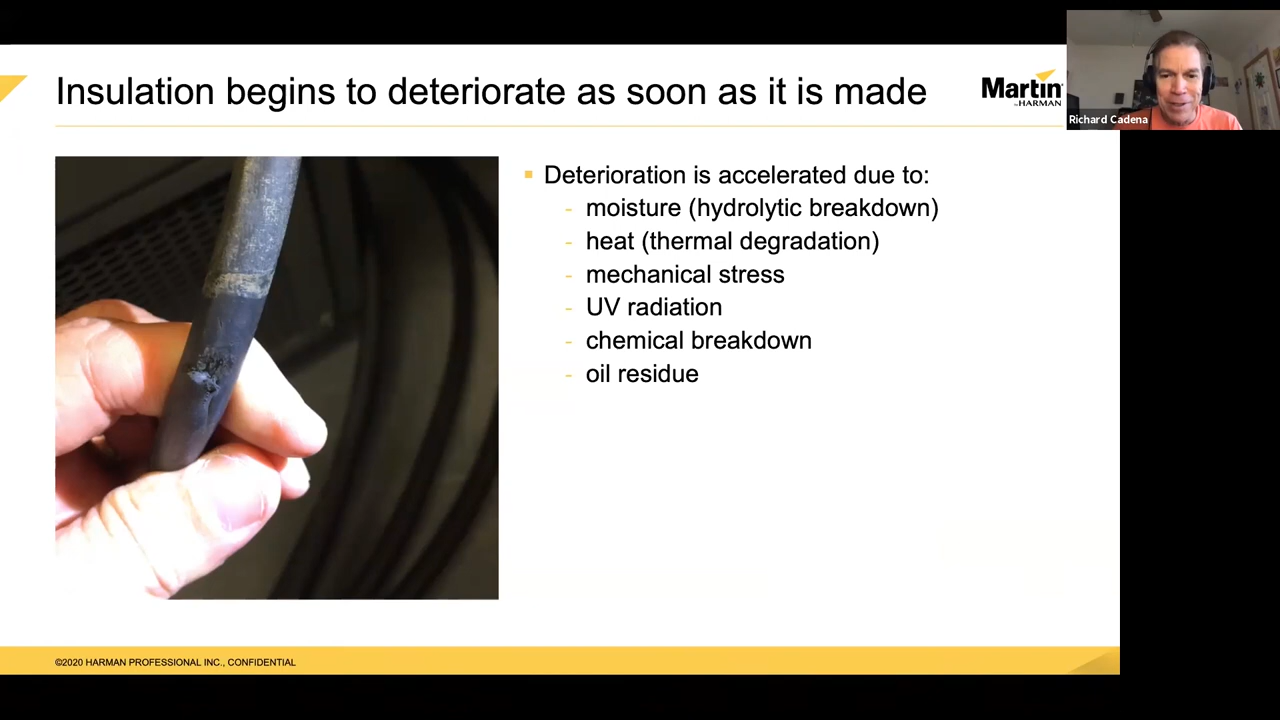 Insulation begins to deteriorate as soon as it is made
Martin
by HARMAN
Richard Cadena
Deterioration is accelerated due to:
- moisture (hydrolytic breakdown)
- heat (thermal degradation)
- mechanical stress
- UV radiation
- chemical breakdown
- oil residue
©2020 HARMAN PROFESSIONAL INC., CONFIDENTIAL